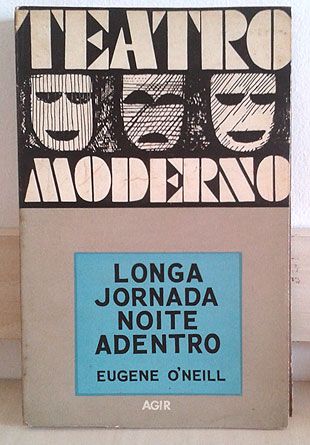 TEATRO
MODERNO
LONGA
JORNADA
NOITE
ADENTRO
EUGENE O'NEILL
AGIR